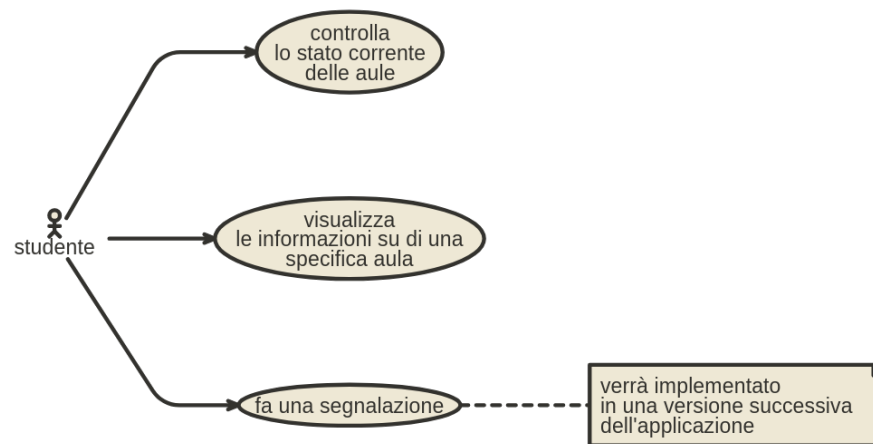 controlla
lo stato corrente
delle aule
studente
visualizza
le informazioni su di una
specifica aula
fa una segnalazione
verrà implementato
in una versione successiva
dell'applicazione